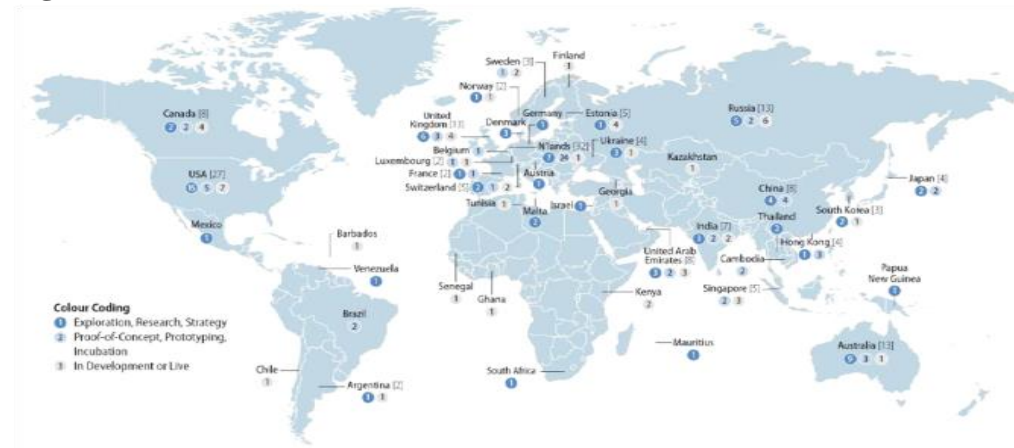 Finland
1
Sweden [3]
1 2
Norway [2]
1 1
Canada [8]
2 2 4
United
Kingdom [13]
6 3 4
Denmark
3
Germany
1
Estonia [5]
1 4
Russia [13]
5 2 6
Belgium 1
N'lands [32]
7 24 1
Ukraine [4]
3 1
Luxembourg [2] 1 1
France [2] 1 1
Austria
1
Kazakhstan
1
USA [27]
15 5 7
Switzerland [5] 2 1 2
Georgia
1
China [8]
4 4
Japan [4]
2 2
Tunisia 1
Malta
2
Israel 1
South Korea [3]
2 1
Mexico
1
India [7]
3 2 2
Thailand
2
Hong Kong [4]
1 3
Barbados
1
United Arab
Emirates [8]
3 2 3
Cambodia
2
Papua
New Guinea
1
Venezuela
1
Senegal
1
Ghana
1
Kenya
2
Singapore [5]
2 3
Colour Coding
1 Exploration, Research, Strategy
2 Proof-of-Concept, Prototyping,
Incubation
3 In Development or Live
Brazil
2
Mauritius
1
Australia [13]
9 3 1
Chile
1
Argentina [2]
1 1
South Africa
1